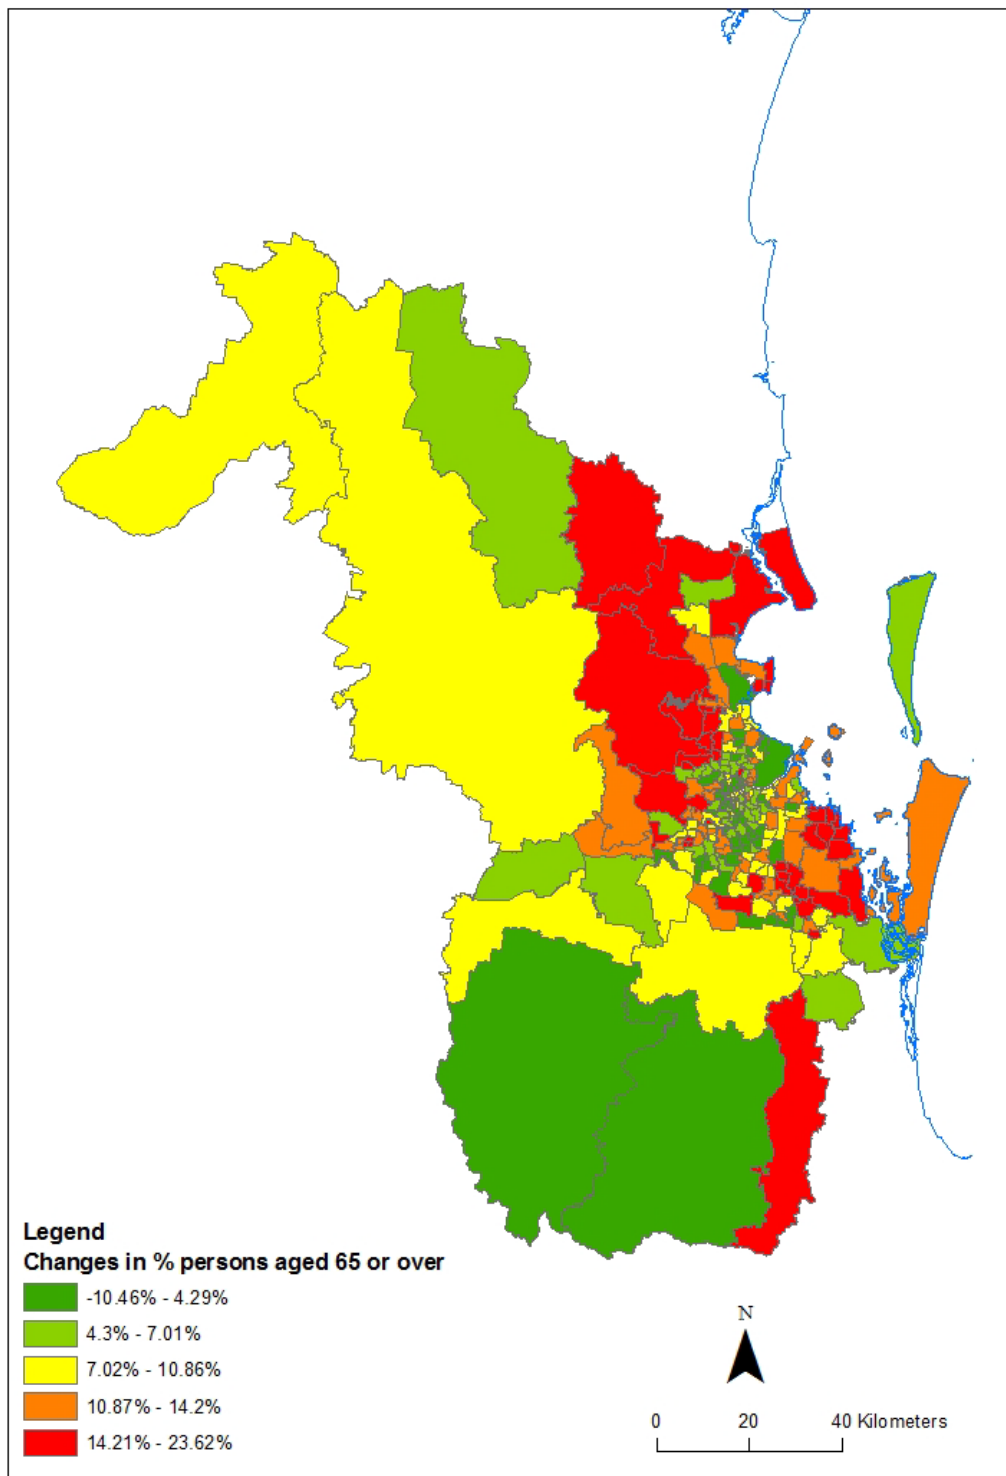 Legend
Changes in % persons aged 65 or over
-10.46% - 4.29%
4.3% - 7.01%
7.02% - 10.86%
10.87% - 14.2%
14.21% - 23.62%
N
0 20 40 Kilometers